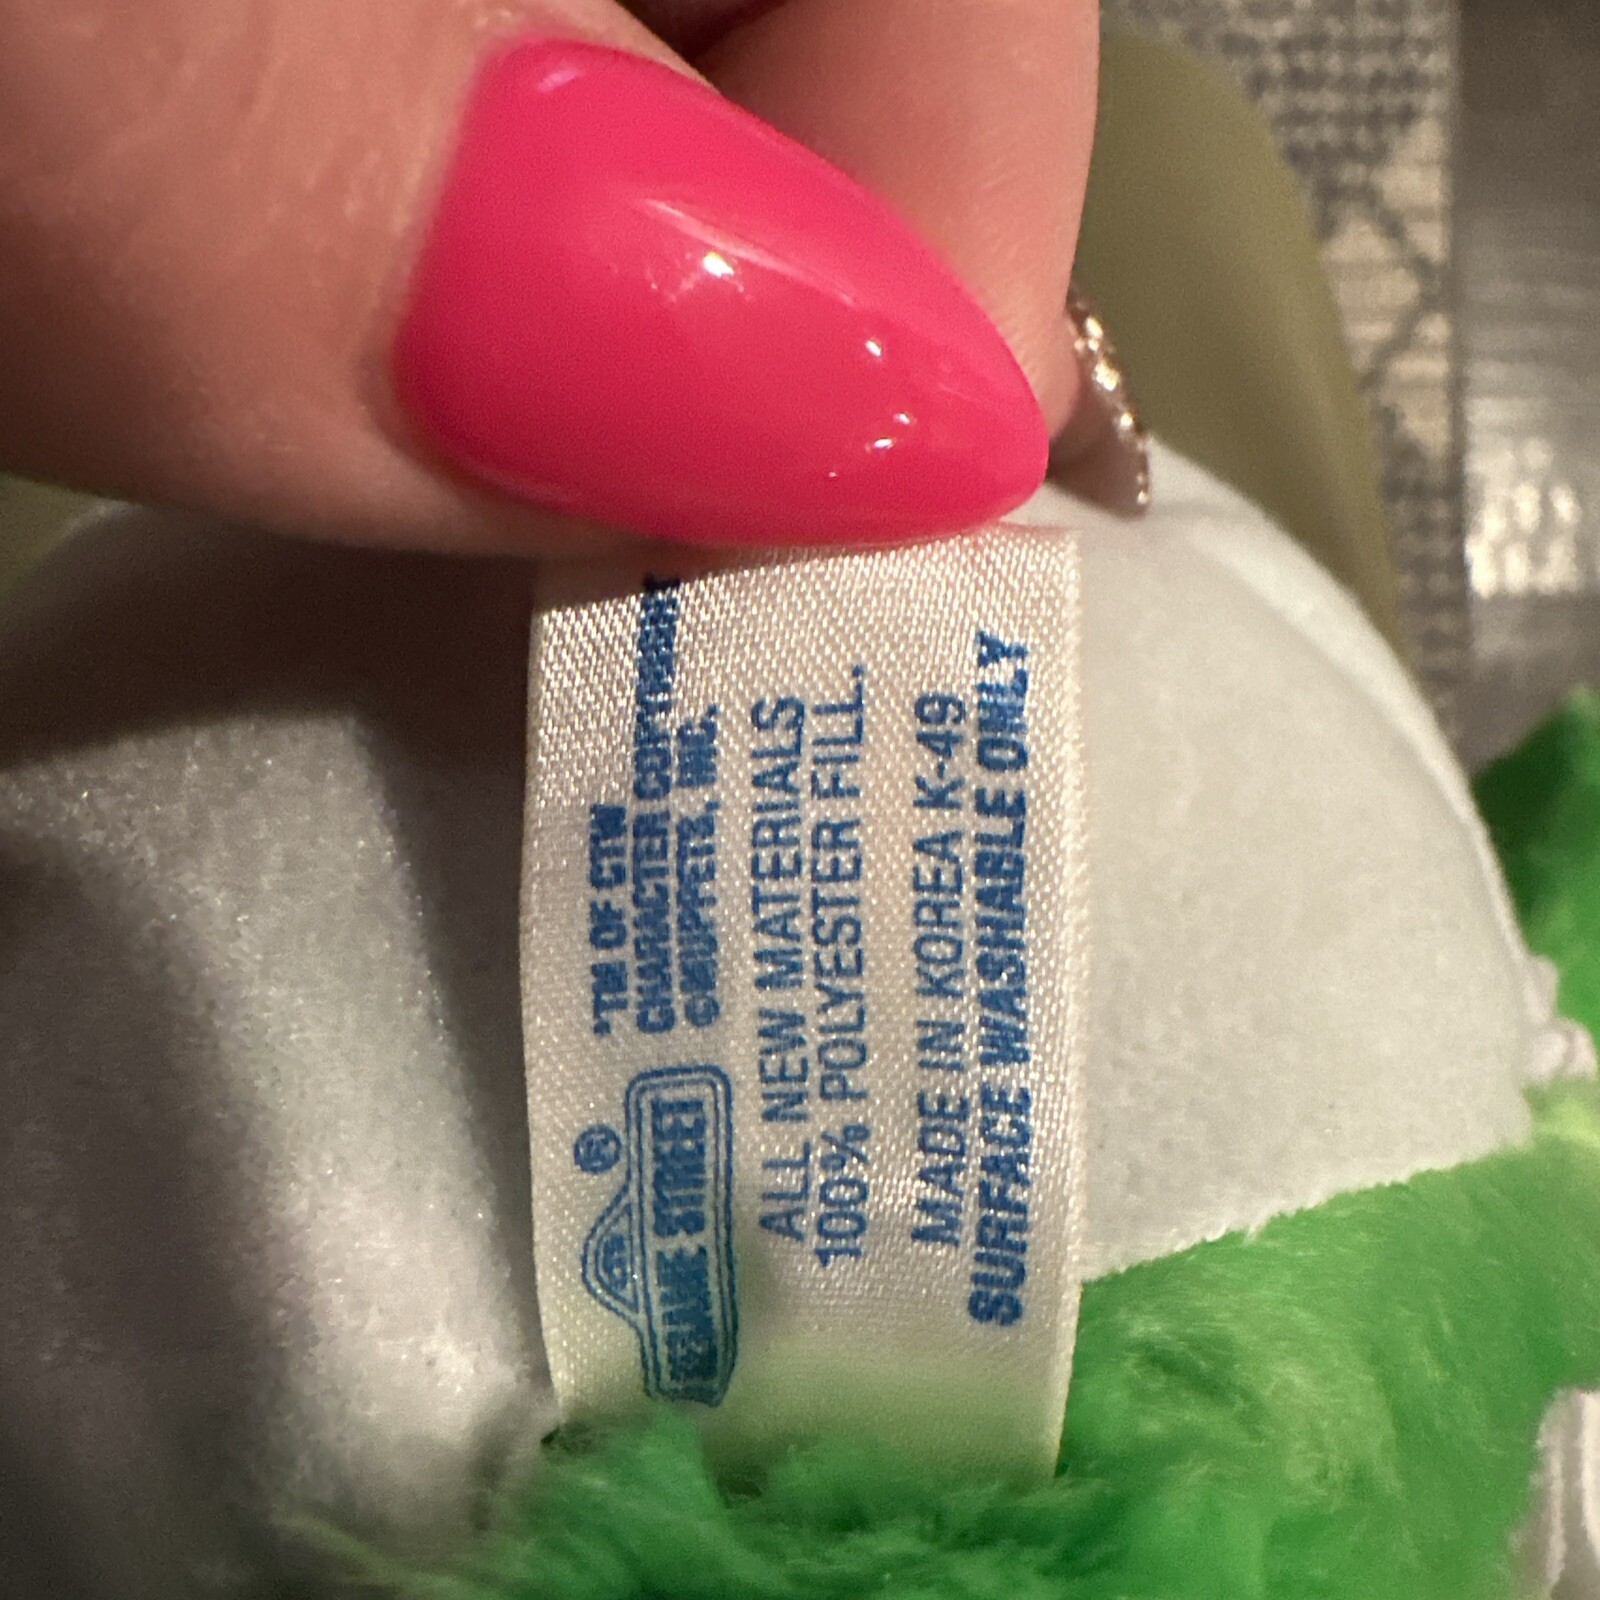 SESAME STREET
®
*TM OF CTW
CHARACTER COPYRIGHT
©MUPPETS, INC.
ALL NEW MATERIALS
100% POLYESTER FILL.
MADE IN KOREA K-49
SURFACE WASHABLE ONLY